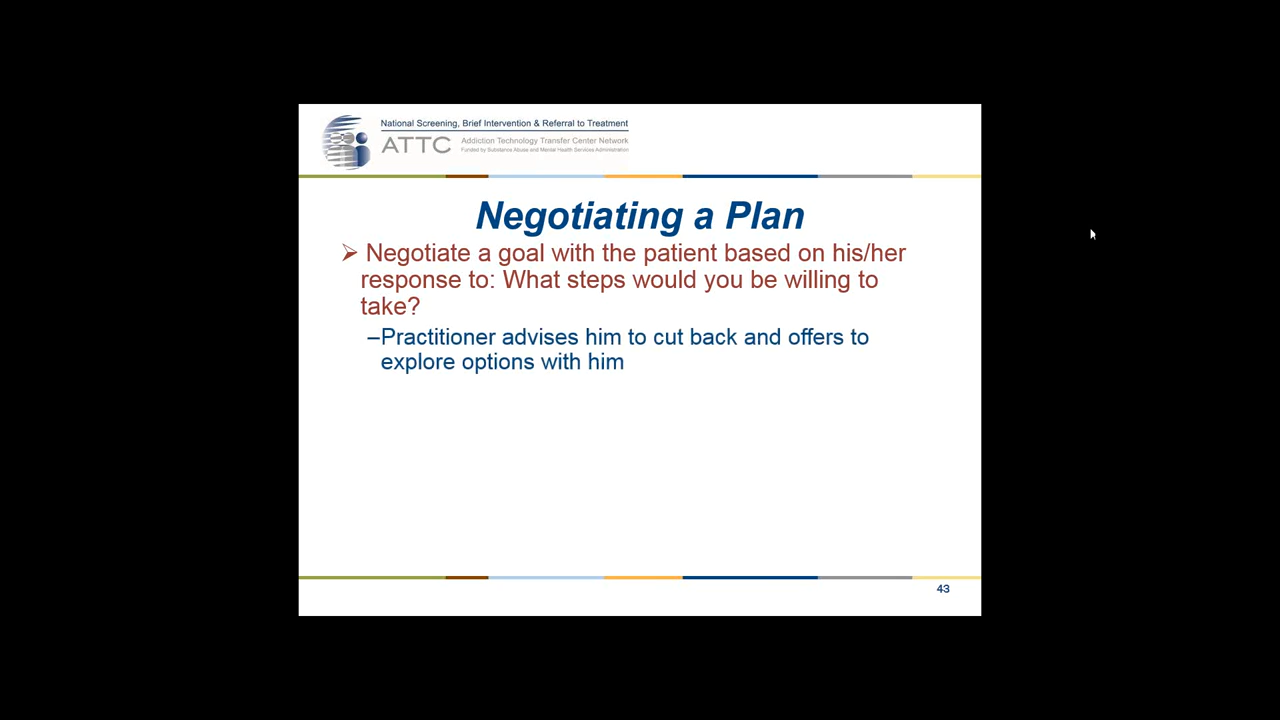 National Screening, Brief Intervention & Referral to Treatment
ATTC
Addiction Technology Transfer Center Network
Funded by Substance Abuse and Mental Health Services Administration
Negotiating a Plan
➢ Negotiate a goal with the patient based on his/her
response to: What steps would you be willing to
take?
–Practitioner advises him to cut back and offers to
explore options with him
43